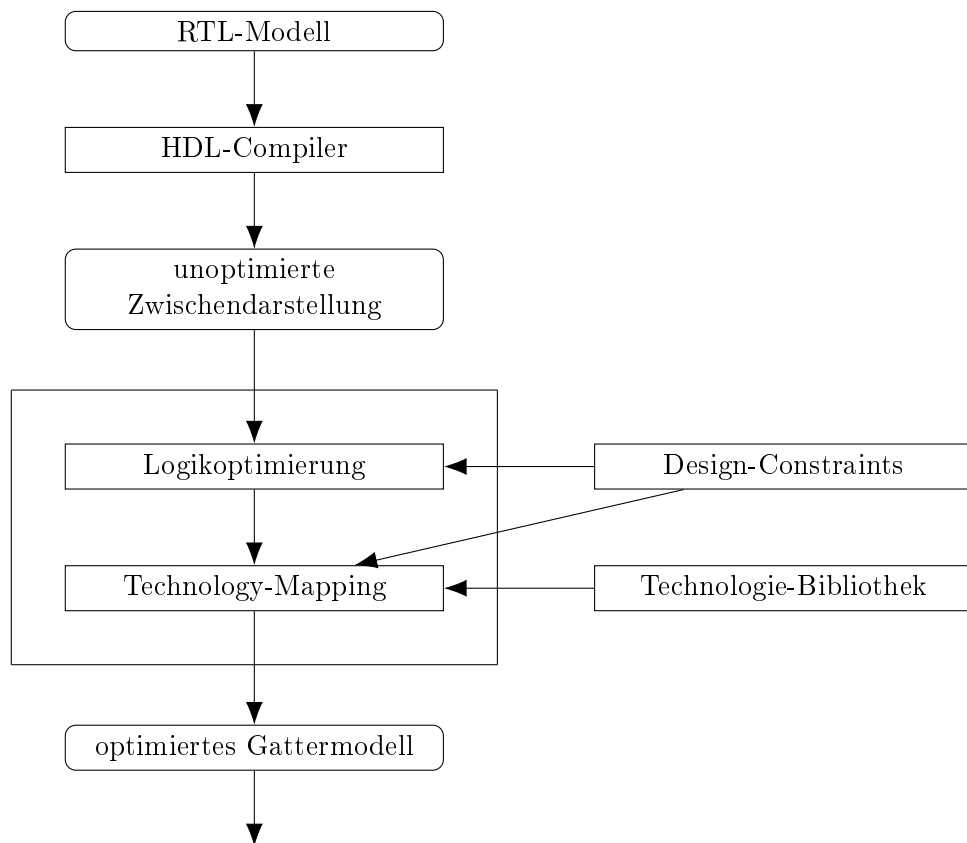 RTL-Modell
HDL-Compiler
unoptimierte
Zwischendarstellung
Logikoptimierung
Design-Constraints
Technology-Mapping
Technologie-Bibliothek
optimiertes Gattermodell